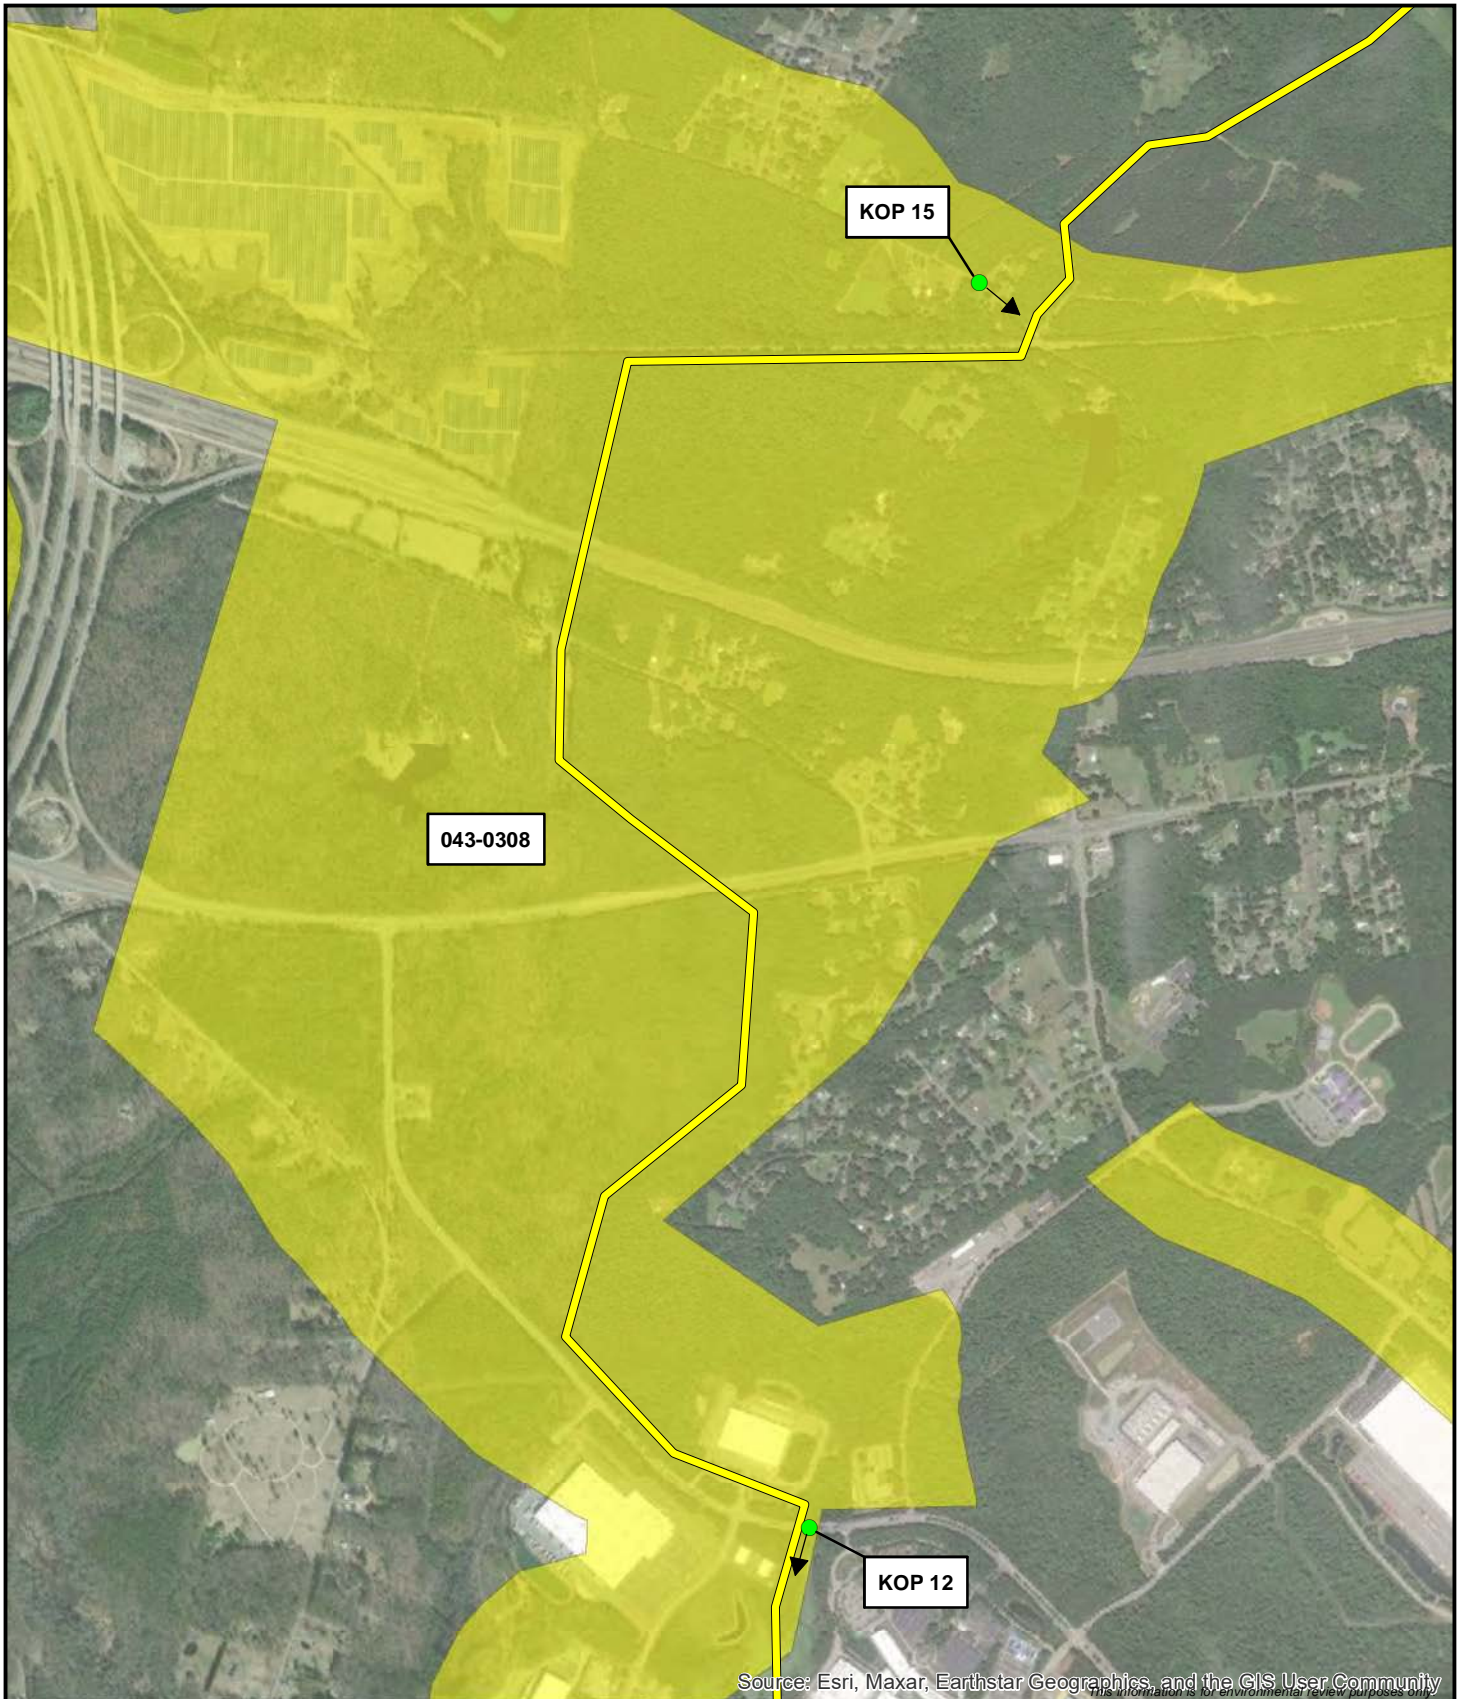 KOP 15
043-0308
KOP 12
Source: Esri, Maxar, Earthstar Geographics, and the GIS User Community
This information is for environmental review purposes only.